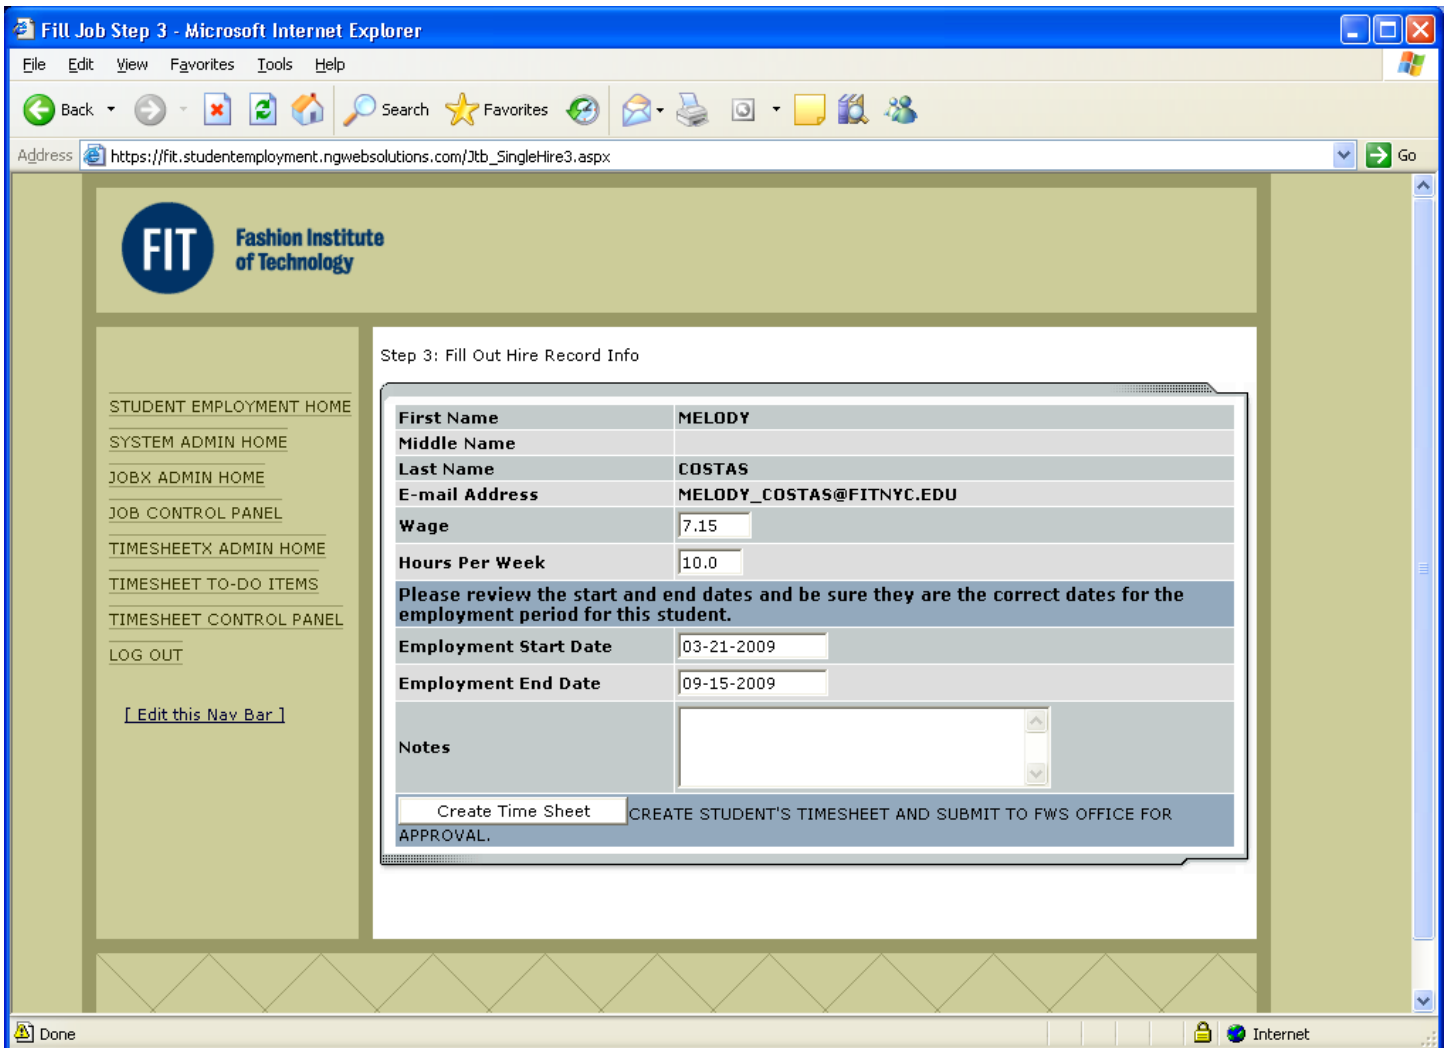 Fill Job Step 3 - Microsoft Internet Explorer
File Edit View Favorites Tools Help
Back Search Favorites
Address https://fit.studentemployment.ngwebsolutions.com/Jtb_SingleHire3.aspx Go
FIT Fashion Institute
of Technology
STUDENT EMPLOYMENT HOME
SYSTEM ADMIN HOME
JOBX ADMIN HOME
JOB CONTROL PANEL
TIMESHEETX ADMIN HOME
TIMESHEET TO-DO ITEMS
TIMESHEET CONTROL PANEL
LOG OUT
[ Edit this Nav Bar ]
Step 3: Fill Out Hire Record Info
First Name MELODY
Middle Name
Last Name COSTAS
E-mail Address MELODY_COSTAS@FITNYC.EDU
Wage 7.15
Hours Per Week 10.0
Please review the start and end dates and be sure they are the correct dates for the
employment period for this student.
Employment Start Date 03-21-2009
Employment End Date 09-15-2009
Notes
Create Time Sheet CREATE STUDENT'S TIMESHEET AND SUBMIT TO FWS OFFICE FOR
APPROVAL.
Done Internet